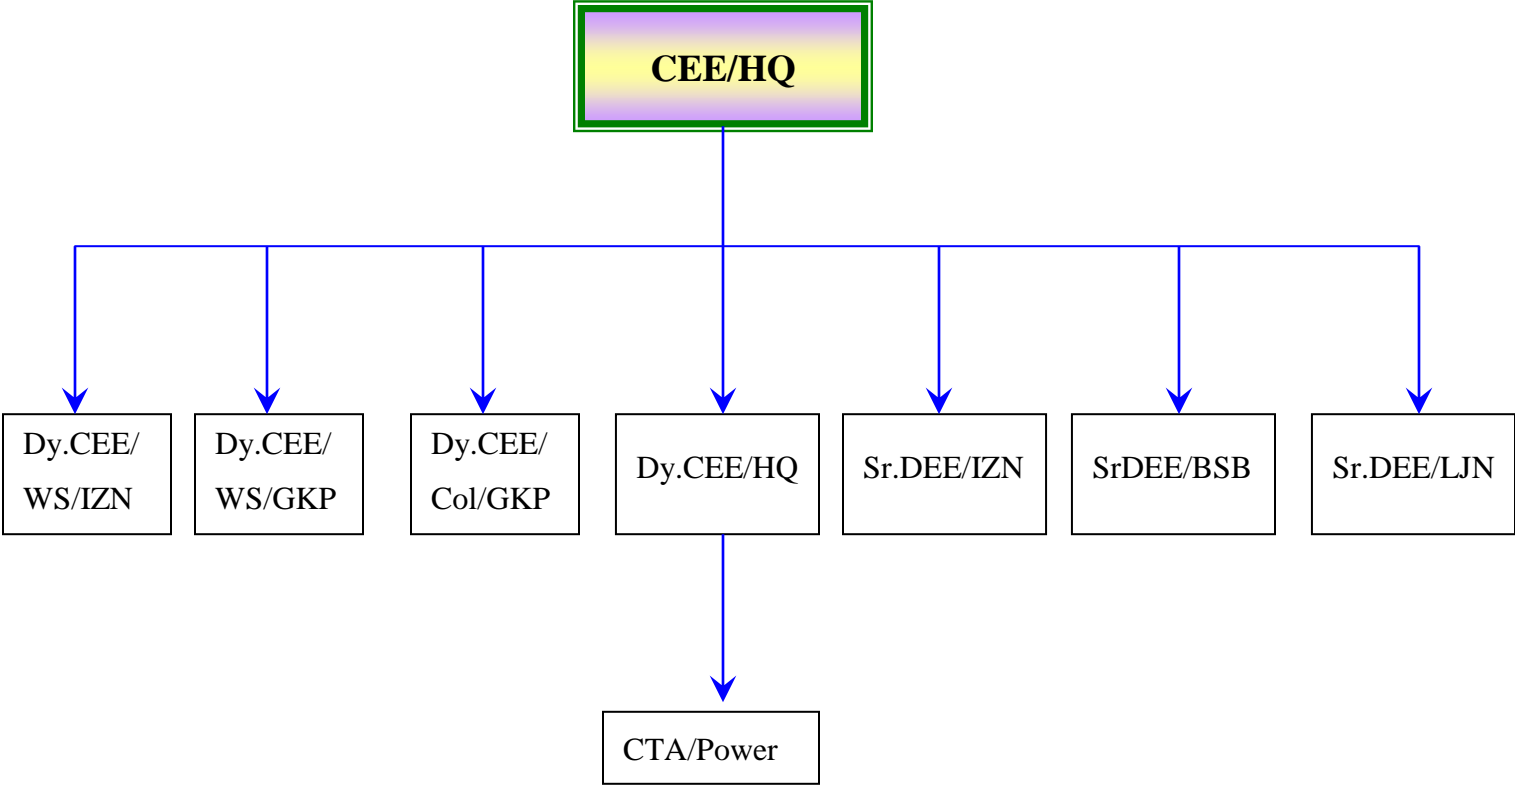 CEE/HQ
Dy.CEE/
WS/IZN
Dy.CEE/
WS/GKP
Dy.CEE/
Col/GKP
Dy.CEE/HQ
Sr.DEE/IZN
SrDEE/BSB
Sr.DEE/LJN
CTA/Power